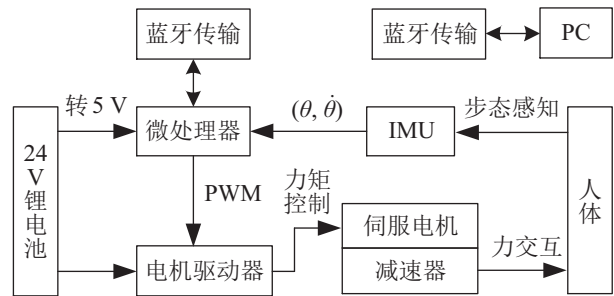 蓝牙传输
蓝牙传输
PC
转 5 V
(θ, θ̇)
步态感知
微处理器
IMU
24 V 锂电池
PWM
力矩
控制
伺服电机
人体
电机驱动器
减速器
力交互